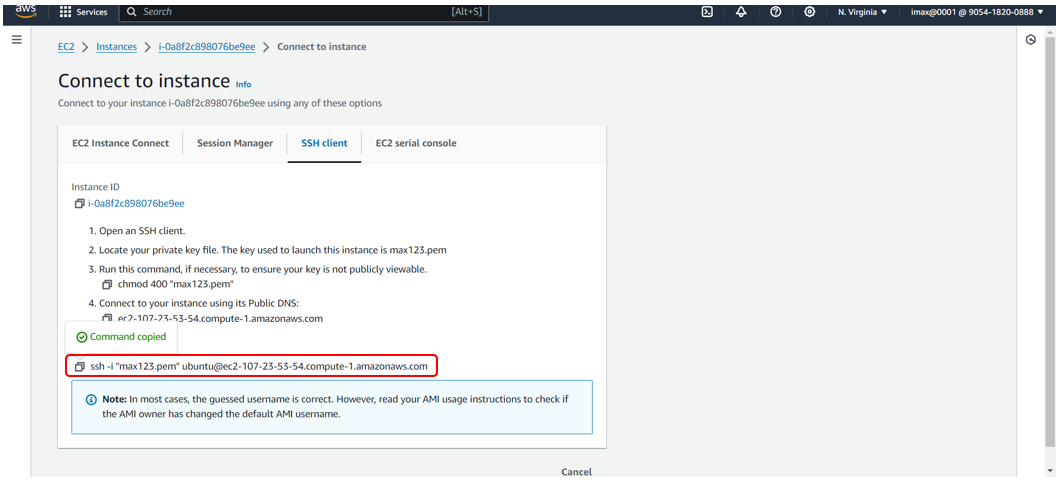 aws Services Search [Alt+S] N. Virginia imax@0001 @ 9054-1820-0888
EC2 > Instances > i-0a8f2c898076be9ee > Connect to instance
Connect to instance Info
Connect to your instance i-0a8f2c898076be9ee using any of these options
EC2 Instance Connect Session Manager SSH client EC2 serial console
Instance ID
i-0a8f2c898076be9ee
1. Open an SSH client.
2. Locate your private key file. The key used to launch this instance is max123.pem
3. Run this command, if necessary, to ensure your key is not publicly viewable.
chmod 400 "max123.pem"
4. Connect to your instance using its Public DNS:
ec2-107-23-53-54.compute-1.amazonaws.com
Command copied
ssh -i "max123.pem" ubuntu@ec2-107-23-53-54.compute-1.amazonaws.com
Note: In most cases, the guessed username is correct. However, read your AMI usage instructions to check if
the AMI owner has changed the default AMI username.
Cancel